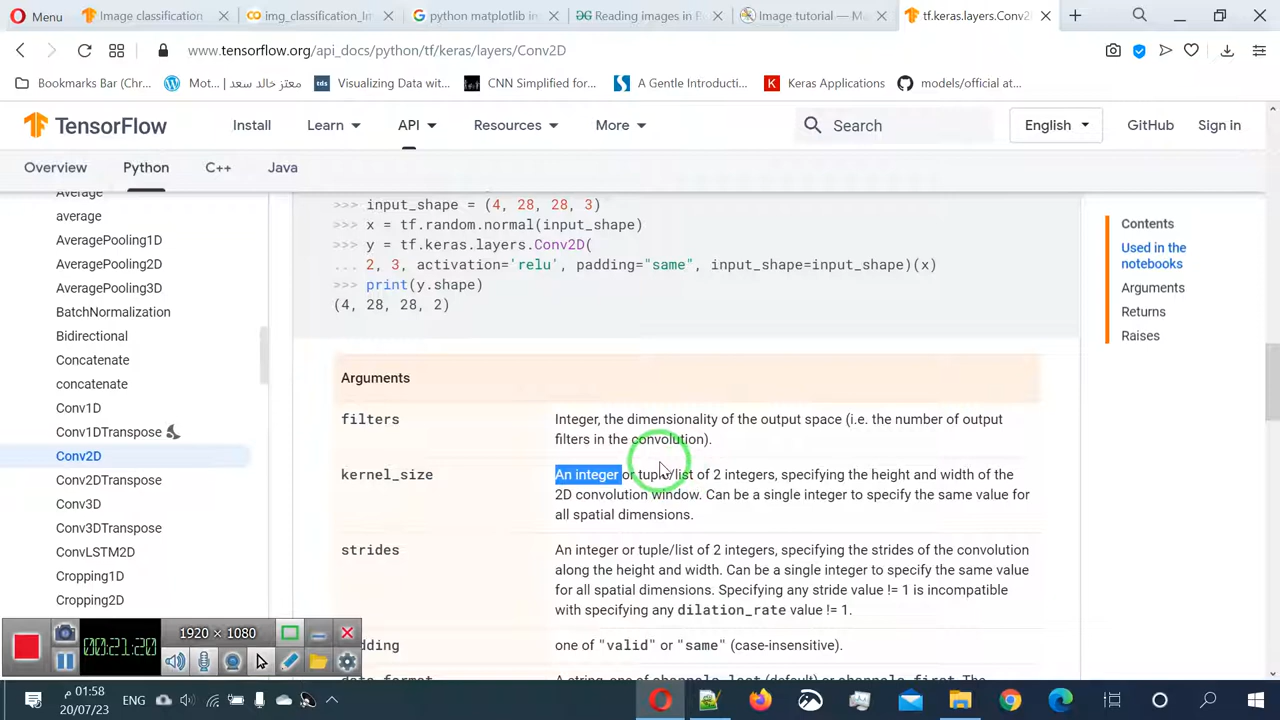 Menu
Image classification
img_classification_In
python matplotlib in
Reading images in
Image tutorial — M
tf.keras.layers.Conv2
www.tensorflow.org/api_docs/python/tf/keras/layers/Conv2D
Bookmarks Bar (Chr...
Mot... | معتز خالد سعد
Visualizing Data wit...
CNN Simplified for...
A Gentle Introducti...
Keras Applications
models/official at...
TensorFlow
Install
Learn
API
Resources
More
Search
English
GitHub
Sign in
Overview
Python
C++
Java
Average
average
AveragePooling1D
AveragePooling2D
AveragePooling3D
BatchNormalization
Bidirectional
Concatenate
concatenate
Conv1D
Conv1DTranspose
Conv2D
Conv2DTranspose
Conv3D
Conv3DTranspose
ConvLSTM2D
Cropping1D
Cropping2D
>>> input_shape = (4, 28, 28, 3)
>>> x = tf.random.normal(input_shape)
>>> y = tf.keras.layers.Conv2D(
... 2, 3, activation='relu', padding="same", input_shape=input_shape)(x)
>>> print(y.shape)
(4, 28, 28, 2)
Arguments
filters
Integer, the dimensionality of the output space (i.e. the number of output
filters in the convolution).
kernel_size
An integer or tuple/list of 2 integers, specifying the height and width of the
2D convolution window. Can be a single integer to specify the same value for
all spatial dimensions.
strides
An integer or tuple/list of 2 integers, specifying the strides of the convolution
along the height and width. Can be a single integer to specify the same value
for all spatial dimensions. Specifying any stride value != 1 is incompatible
with specifying any dilation_rate value != 1.
dding
one of "valid" or "same" (case-insensitive).
A string, one of channels_last (default) or channels_first. The
Contents
Used in the
notebooks
Arguments
Returns
Raises
00:21:20
1920 × 1080
01:58 م
20/07/23
ENG